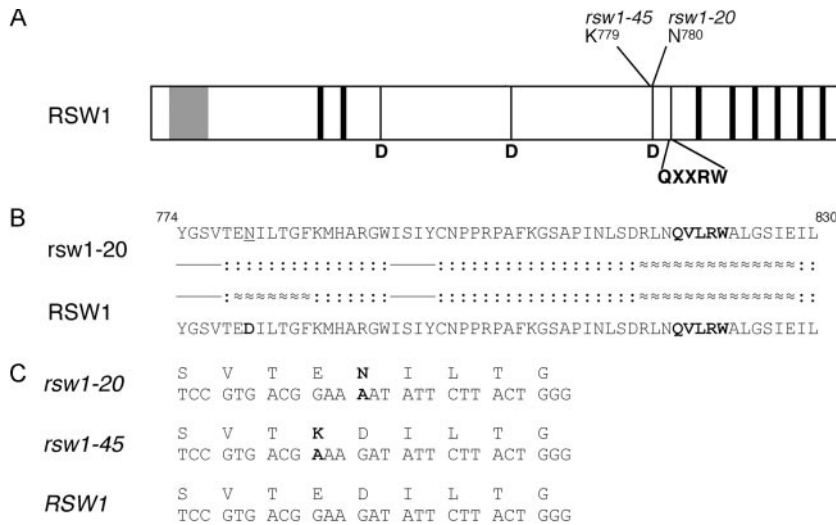 A
rsw1-45 rsw1-20
K779 N780
RSW1
D D D
QXXRW
B
774 830
rsw1-20 YGSVTENILTGFKMHARGWISIYCNPPRPAFKGSAPINLSDRLNQVLRWALGSIEIL
————:::::::::::::::————::::::::::::::::::≈≈≈≈≈≈≈≈≈≈≈≈≈≈::
————:≈≈≈≈≈≈≈:::::::————::::::::::::::::::≈≈≈≈≈≈≈≈≈≈≈≈≈≈::
RSW1 YGSVTEDILTGFKMHARGWISIYCNPPRPAFKGSAPINLSDRLNQVLRWALGSIEIL
C
S V T E N I L T G
rsw1-20 TCC GTG ACG GAA AAT ATT CTT ACT GGG
S V T K D I L T G
rsw1-45 TCC GTG ACG AAA GAT ATT CTT ACT GGG
S V T E D I L T G
RSW1 TCC GTG ACG GAA GAT ATT CTT ACT GGG